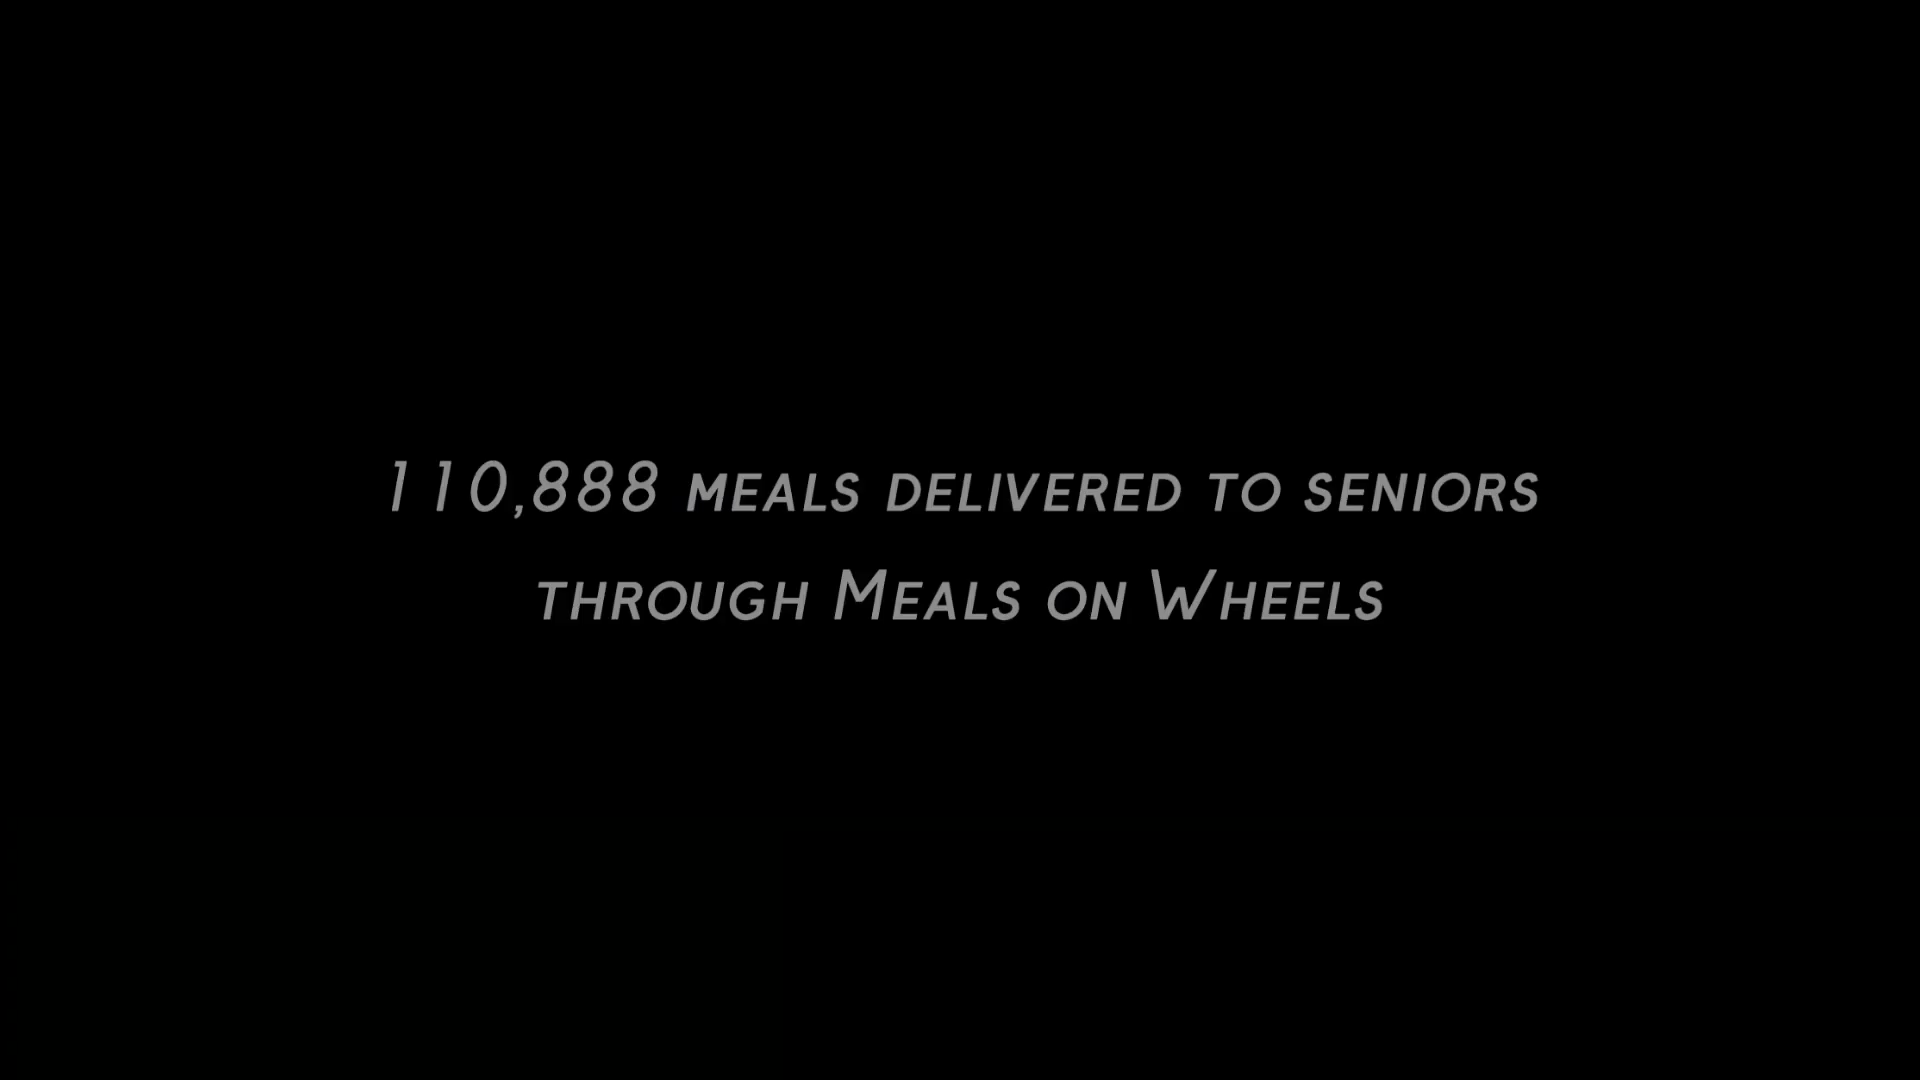 110,888 meals delivered to seniors
through Meals on Wheels